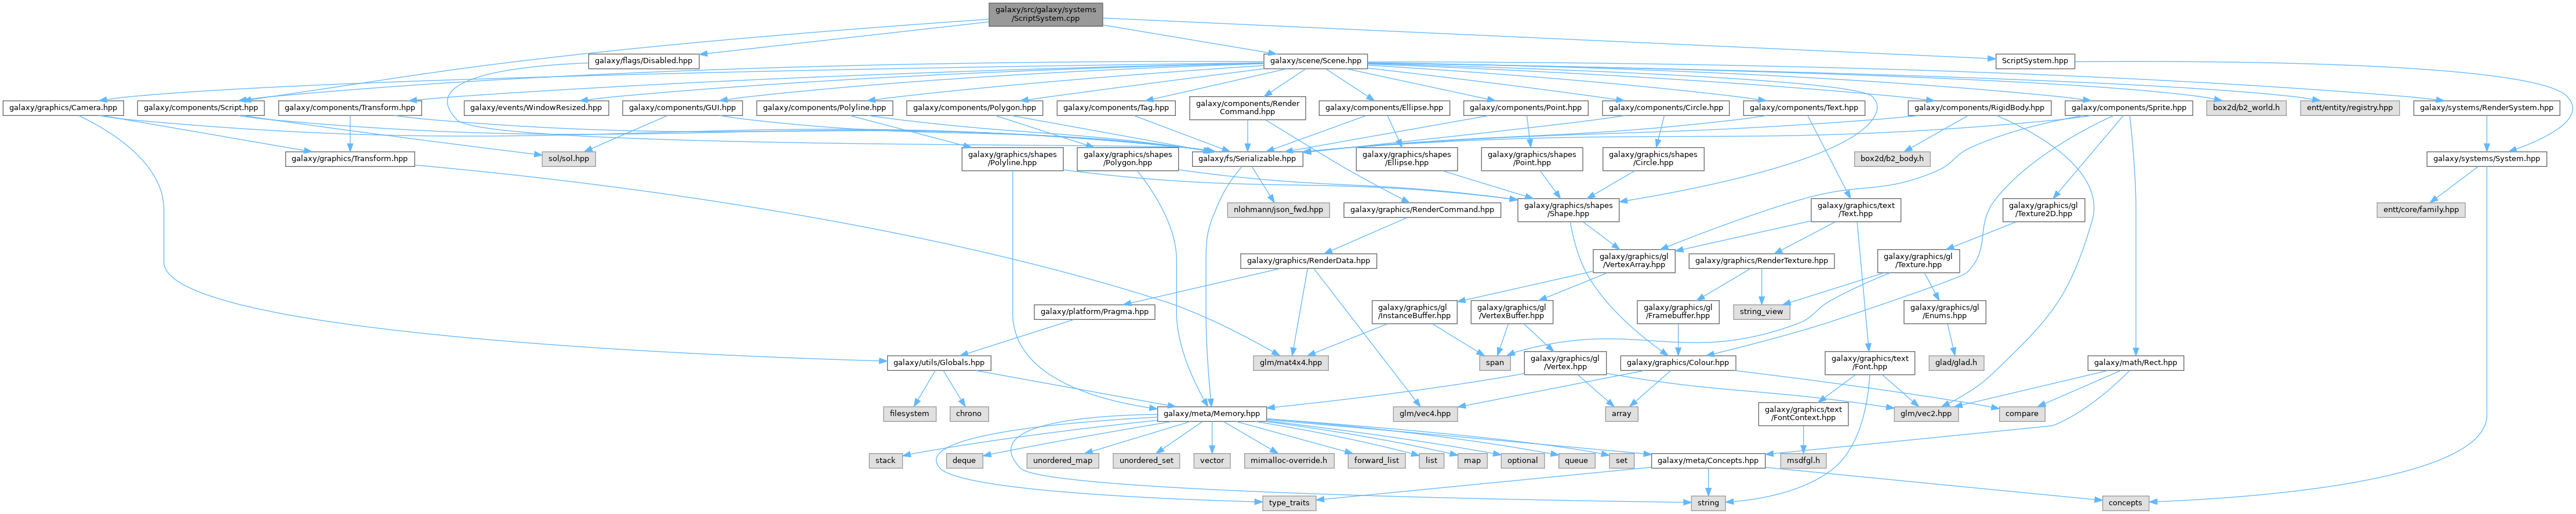 galaxy/src/galaxy/systems
/ScriptSystem.cpp
galaxy/flags/Disabled.hpp
galaxy/scene/Scene.hpp
ScriptSystem.hpp
galaxy/graphics/Camera.hpp
galaxy/components/Script.hpp
galaxy/components/Transform.hpp
galaxy/events/WindowResized.hpp
galaxy/components/GUI.hpp
galaxy/components/Polyline.hpp
galaxy/components/Polygon.hpp
galaxy/components/Tag.hpp
galaxy/components/Render
Command.hpp
galaxy/components/Ellipse.hpp
galaxy/components/Point.hpp
galaxy/components/Circle.hpp
galaxy/components/Text.hpp
galaxy/components/RigidBody.hpp
galaxy/components/Sprite.hpp
box2d/b2_world.h
entt/entity/registry.hpp
galaxy/systems/RenderSystem.hpp
galaxy/graphics/Transform.hpp
sol/sol.hpp
galaxy/graphics/shapes
/Polyline.hpp
galaxy/graphics/shapes
/Polygon.hpp
galaxy/fs/Serializable.hpp
galaxy/graphics/shapes
/Ellipse.hpp
galaxy/graphics/shapes
/Point.hpp
galaxy/graphics/shapes
/Circle.hpp
box2d/b2_body.h
galaxy/systems/System.hpp
nlohmann/json_fwd.hpp
galaxy/graphics/RenderCommand.hpp
galaxy/graphics/shapes
/Shape.hpp
galaxy/graphics/text
/Text.hpp
galaxy/graphics/gl
/Texture2D.hpp
entt/core/family.hpp
galaxy/graphics/RenderData.hpp
galaxy/graphics/gl
/VertexArray.hpp
galaxy/graphics/RenderTexture.hpp
galaxy/graphics/gl
/Texture.hpp
galaxy/platform/Pragma.hpp
galaxy/graphics/gl
/InstanceBuffer.hpp
galaxy/graphics/gl
/VertexBuffer.hpp
galaxy/graphics/gl
/Framebuffer.hpp
string_view
galaxy/graphics/gl
/Enums.hpp
galaxy/utils/Globals.hpp
glm/mat4x4.hpp
span
galaxy/graphics/gl
/Vertex.hpp
galaxy/graphics/Colour.hpp
galaxy/graphics/text
/Font.hpp
glad/glad.h
galaxy/math/Rect.hpp
filesystem
chrono
galaxy/meta/Memory.hpp
glm/vec4.hpp
array
galaxy/graphics/text
/FontContext.hpp
glm/vec2.hpp
compare
stack
deque
unordered_map
unordered_set
vector
mimalloc-override.h
forward_list
list
map
optional
queue
set
galaxy/meta/Concepts.hpp
msdfgl.h
type_traits
string
concepts